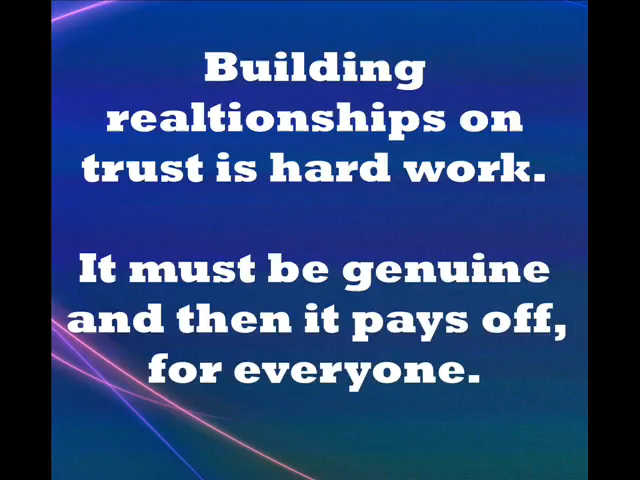 Building
realtionships on
trust is hard work.
It must be genuine
and then it pays off,
for everyone.